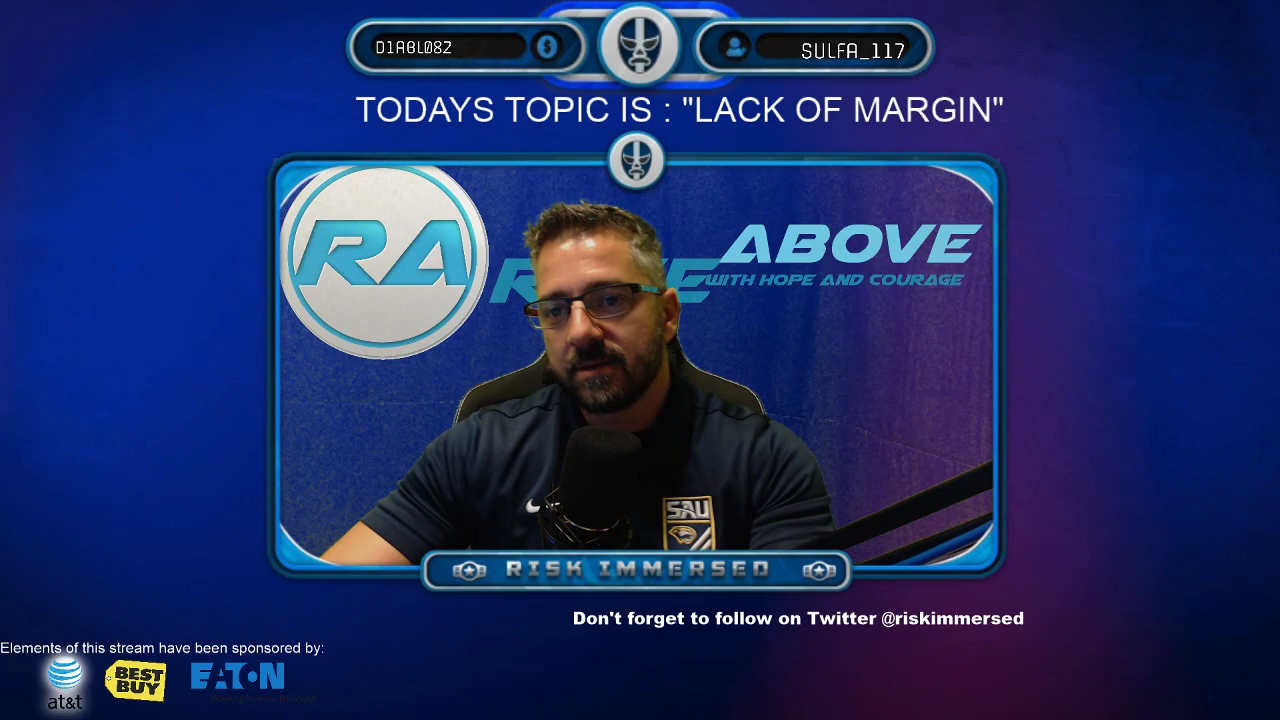 D1ABL082
SULFA_117
TODAYS TOPIC IS : "LACK OF MARGIN"
RA
ABOVE
WITH HOPE AND COURAGE
SAU
RISK IMMERSED
Don't forget to follow on Twitter @riskimmersed
Elements of this stream have been sponsored by:
at&t
BEST
BUY
EATON